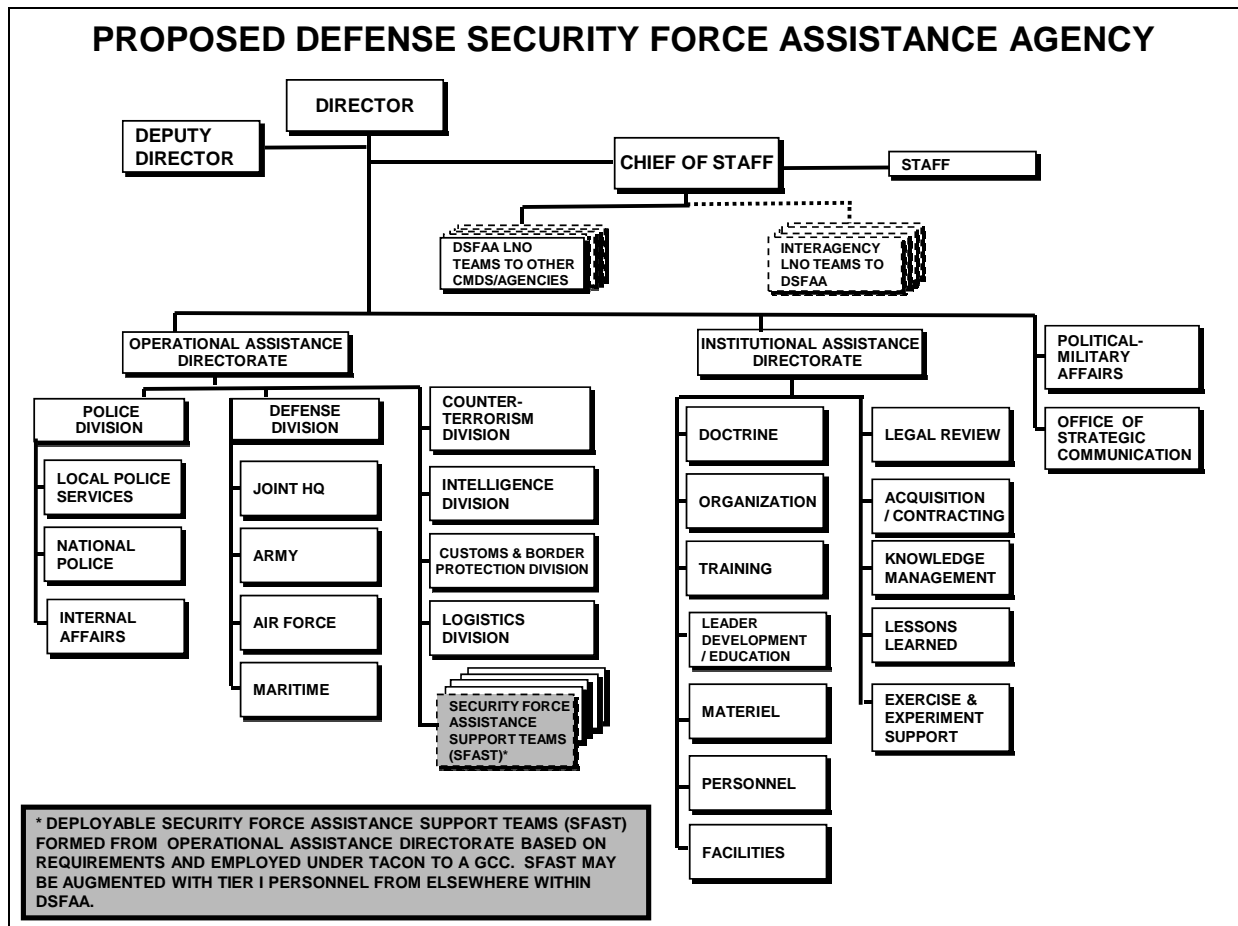 PROPOSED DEFENSE SECURITY FORCE ASSISTANCE AGENCY
DIRECTOR
DEPUTY
DIRECTOR
CHIEF OF STAFF
STAFF
DSFAA LNO
TEAMS TO OTHER
CMDS/AGENCIES
INTERAGENCY
LNO TEAMS TO
DSFAA
OPERATIONAL ASSISTANCE
DIRECTORATE
POLICE
DIVISION
LOCAL POLICE
SERVICES
NATIONAL
POLICE
INTERNAL
AFFAIRS
DEFENSE
DIVISION
JOINT HQ
ARMY
AIR FORCE
MARITIME
COUNTER-
TERRORISM
DIVISION
INTELLIGENCE
DIVISION
CUSTOMS & BORDER
PROTECTION DIVISION
LOGISTICS
DIVISION
SECURITY FORCE
ASSISTANCE
SUPPORT TEAMS
(SFAST)*
INSTITUTIONAL ASSISTANCE
DIRECTORATE
DOCTRINE
ORGANIZATION
TRAINING
LEADER
DEVELOPMENT
/ EDUCATION
MATERIEL
PERSONNEL
FACILITIES
LEGAL REVIEW
ACQUISITION
/ CONTRACTING
KNOWLEDGE
MANAGEMENT
LESSONS
LEARNED
EXERCISE &
EXPERIMENT
SUPPORT
POLITICAL-
MILITARY
AFFAIRS
OFFICE OF
STRATEGIC
COMMUNICATION
* DEPLOYABLE SECURITY FORCE ASSISTANCE SUPPORT TEAMS (SFAST)
FORMED FROM OPERATIONAL ASSISTANCE DIRECTORATE BASED ON
REQUIREMENTS AND EMPLOYED UNDER TACON TO A GCC. SFAST MAY
BE AUGMENTED WITH TIER I PERSONNEL FROM ELSEWHERE WITHIN
DSFAA.